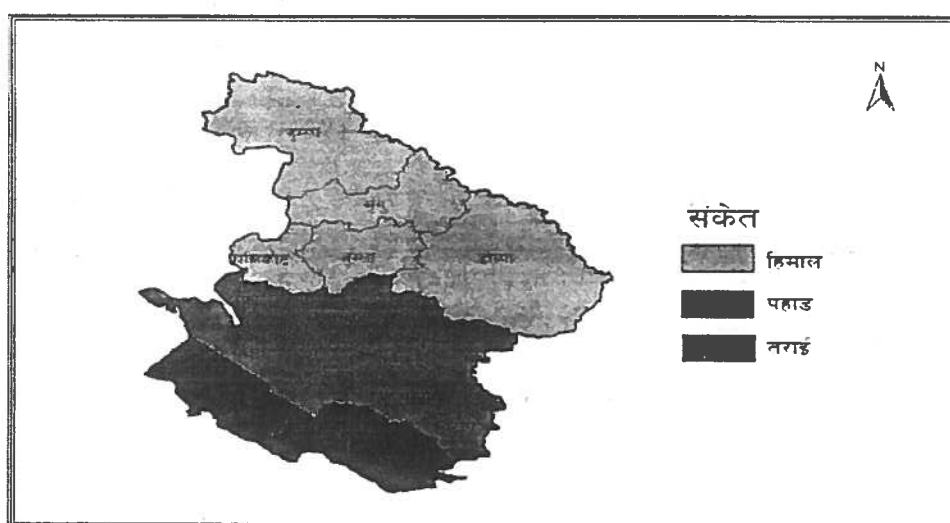 N
हुम्ला
मुगु
कालिकोट
जुम्ला
डोल्पा
संकेत
हिमाल
पहाड
तराई